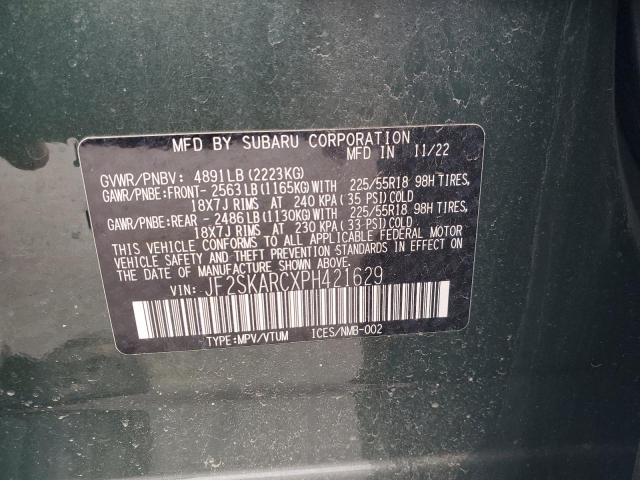 MFD BY SUBARU CORPORATION
MFD IN 11/22
GVWR/PNBV: 4891LB (2223KG)
GAWR/PNBE:FRONT- 2563LB(1165KG)WITH 225/55R18 98H TIRES,
18X7J RIMS AT 240 KPA (35 PSI)COLD
GAWR/PNBE:REAR - 2486LB(1130KG)WITH 225/55R18 98H TIRES,
18X7J RIMS AT 230 KPA (33 PSI)COLD
THIS VEHICLE CONFORMS TO ALL APPLICABLE FEDERAL MOTOR
VEHICLE SAFETY AND THEFT PREVENTION STANDARDS IN EFFECT ON
THE DATE OF MANUFACTURE SHOWN ABOVE.
VIN: JF2SKARCXPH421629
TYPE:MPV/VTUM ICES/NMB-002